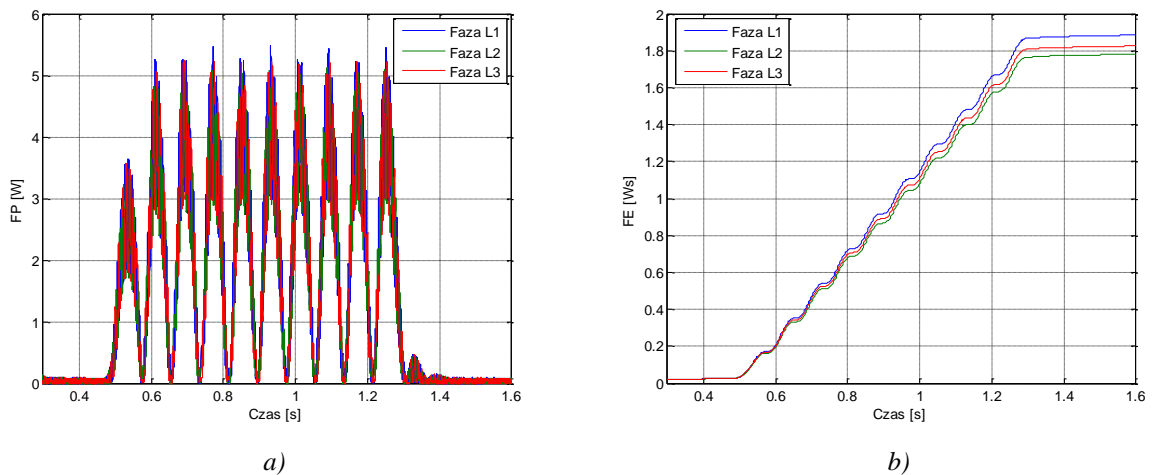 6
5
4
3
2
1
0
FP [W]
0.4 0.6 0.8 1 1.2 1.4 1.6
Czas [s]
Faza L1
Faza L2
Faza L3
a)
2
1.8
1.6
1.4
1.2
1
0.8
0.6
0.4
0.2
0
FE [Ws]
0.4 0.6 0.8 1 1.2 1.4 1.6
Czas [s]
Faza L1
Faza L2
Faza L3
b)